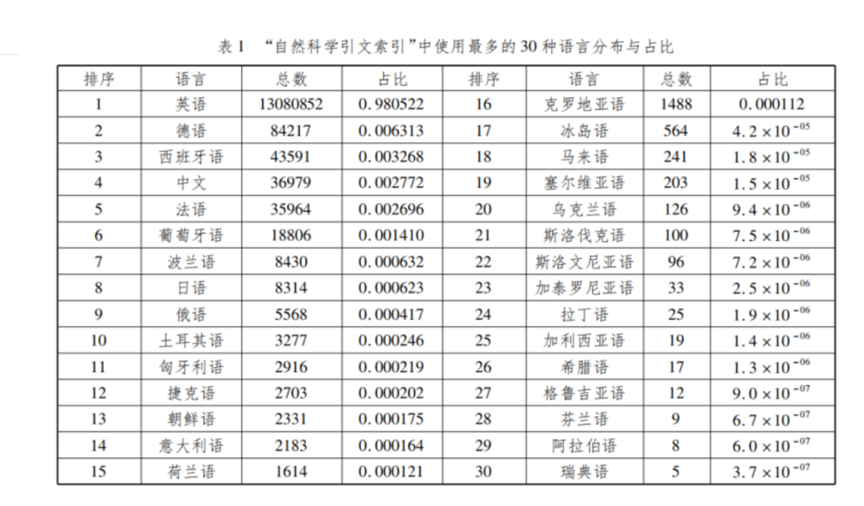 表 1 “自然科学引文索引”中使用最多的 30 种语言分布与占比
排序 语言 总数 占比 排序 语言 总数 占比
1 英语 13080852 0.980522 16 克罗地亚语 1488 0.000112
2 德语 84217 0.006313 17 冰岛语 564 4.2×10⁻⁰⁵
3 西班牙语 43591 0.003268 18 马来语 241 1.8×10⁻⁰⁵
4 中文 36979 0.002772 19 塞尔维亚语 203 1.5×10⁻⁰⁵
5 法语 35964 0.002696 20 乌克兰语 126 9.4×10⁻⁰⁶
6 葡萄牙语 18806 0.001410 21 斯洛伐克语 100 7.5×10⁻⁰⁶
7 波兰语 8430 0.000632 22 斯洛文尼亚语 96 7.2×10⁻⁰⁶
8 日语 8314 0.000623 23 加泰罗尼亚语 33 2.5×10⁻⁰⁶
9 俄语 5568 0.000417 24 拉丁语 25 1.9×10⁻⁰⁶
10 土耳其语 3277 0.000246 25 加利西亚语 19 1.4×10⁻⁰⁶
11 匈牙利语 2916 0.000219 26 希腊语 17 1.3×10⁻⁰⁶
12 捷克语 2703 0.000202 27 格鲁吉亚语 12 9.0×10⁻⁰⁷
13 朝鲜语 2331 0.000175 28 芬兰语 9 6.7×10⁻⁰⁷
14 意大利语 2183 0.000164 29 阿拉伯语 8 6.0×10⁻⁰⁷
15 荷兰语 1614 0.000121 30 瑞典语 5 3.7×10⁻⁰⁷